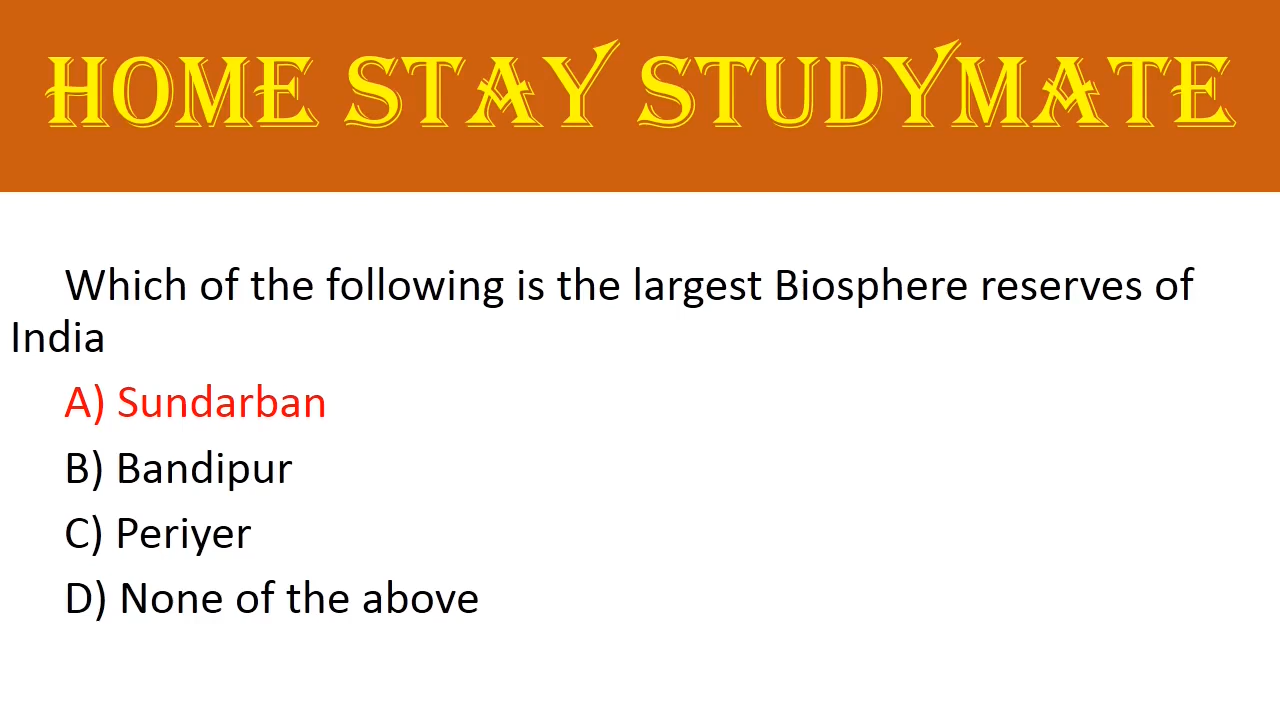 HOME STAY STUDYMATE
Which of the following is the largest Biosphere reserves of
India
A) Sundarban
B) Bandipur
C) Periyer
D) None of the above